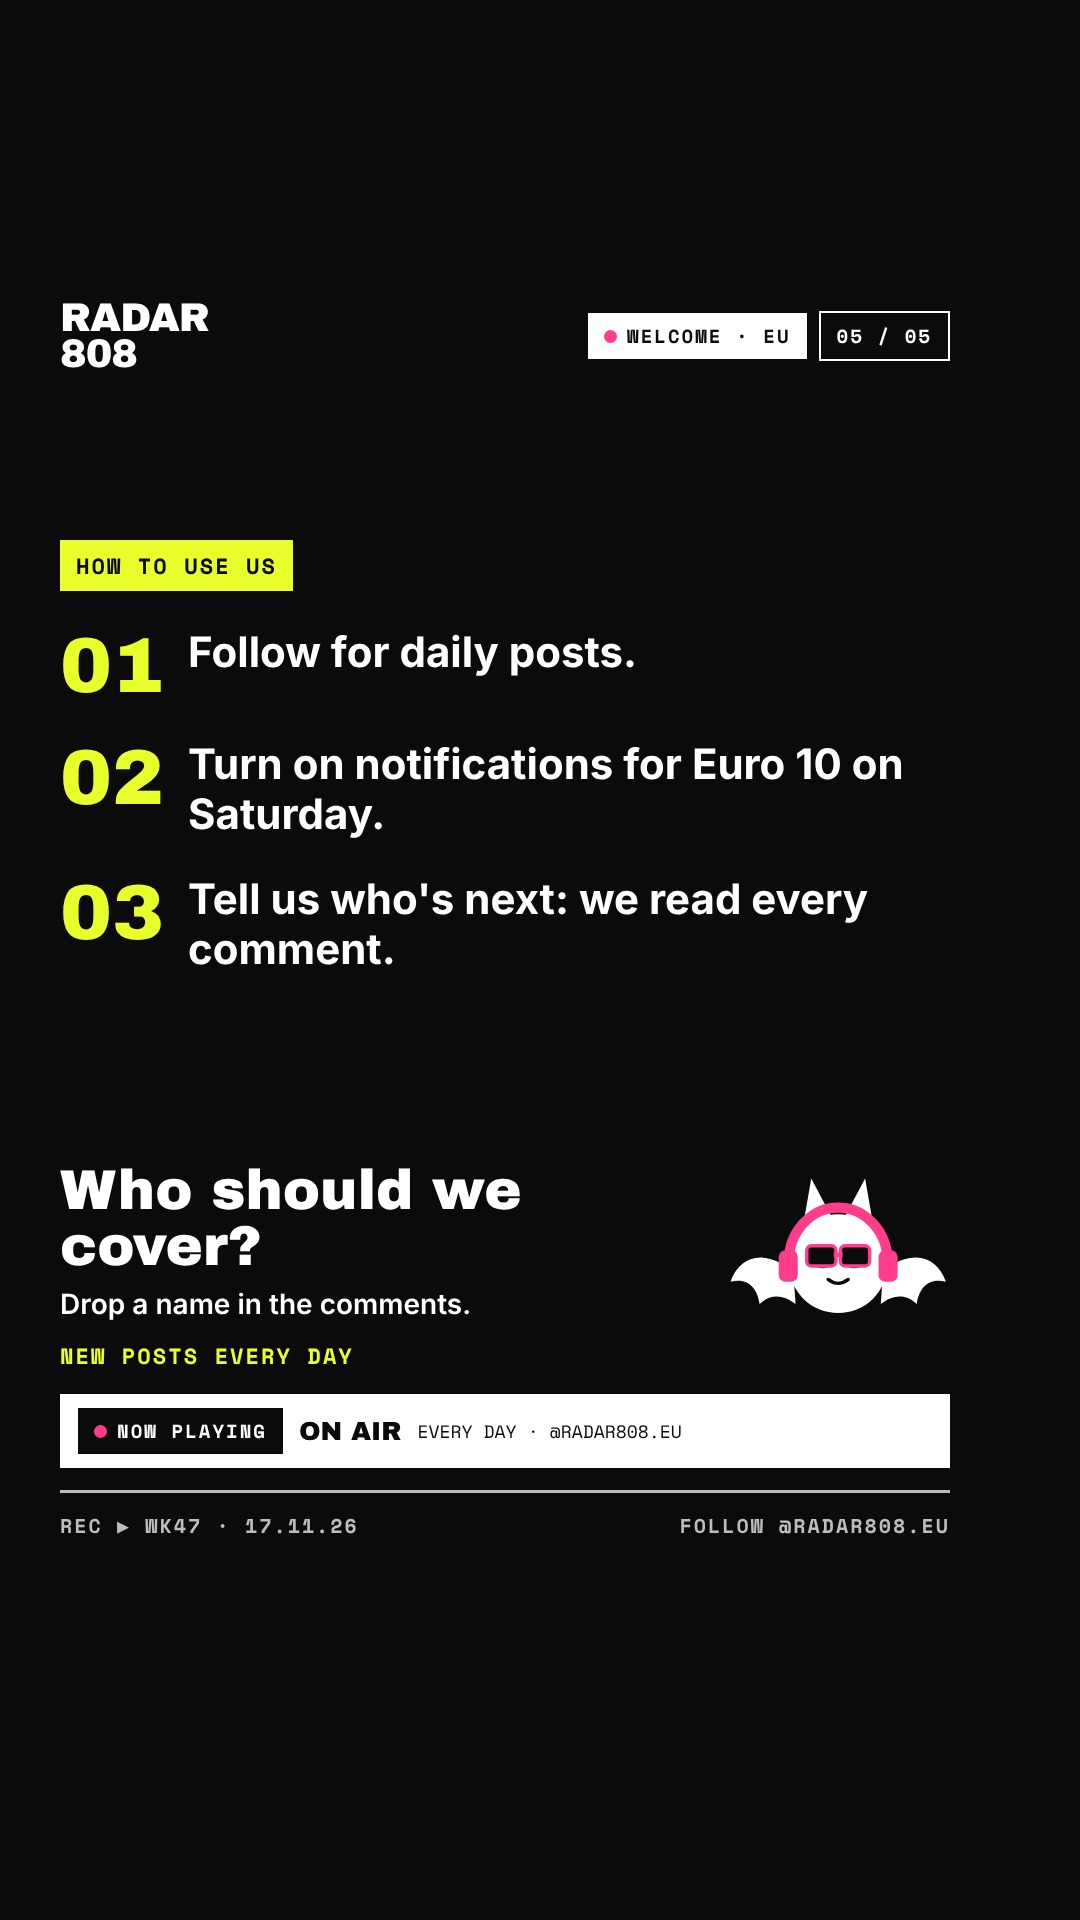 RADAR
808
WELCOME · EU
05 / 05
HOW TO USE US
01 Follow for daily posts.
02 Turn on notifications for Euro 10 on
Saturday.
03 Tell us who's next: we read every
comment.
Who should we
cover?
Drop a name in the comments.
NEW POSTS EVERY DAY
NOW PLAYING ON AIR EVERY DAY · @RADAR808.EU
REC ▶ WK47 · 17.11.26
FOLLOW @RADAR808.EU